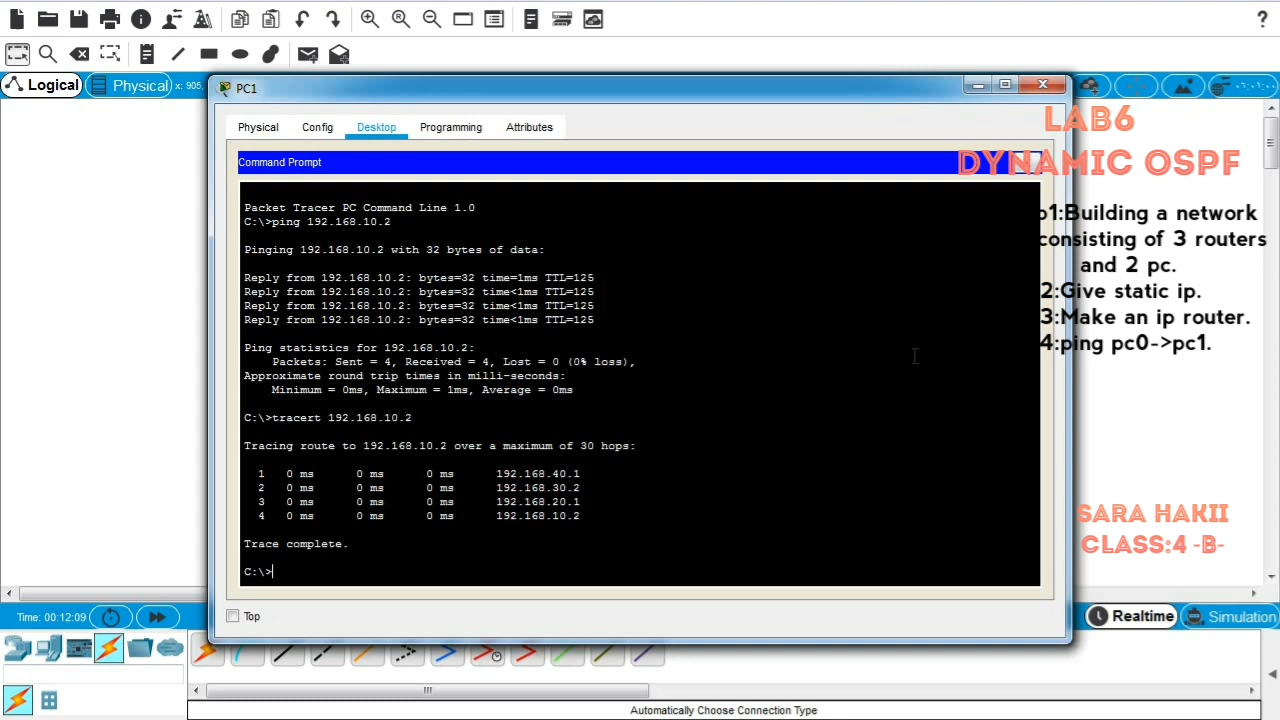 ?
Logical
Physical
x: 905,
PC1
Physical
Config
Desktop
Programming
Attributes
Command Prompt
Packet Tracer PC Command Line 1.0
C:\>ping 192.168.10.2
Pinging 192.168.10.2 with 32 bytes of data:
Reply from 192.168.10.2: bytes=32 time=1ms TTL=125
Reply from 192.168.10.2: bytes=32 time<1ms TTL=125
Reply from 192.168.10.2: bytes=32 time<1ms TTL=125
Reply from 192.168.10.2: bytes=32 time<1ms TTL=125
Ping statistics for 192.168.10.2:
Packets: Sent = 4, Received = 4, Lost = 0 (0% loss),
Approximate round trip times in milli-seconds:
Minimum = 0ms, Maximum = 1ms, Average = 0ms
C:\>tracert 192.168.10.2
Tracing route to 192.168.10.2 over a maximum of 30 hops:
1 0 ms 0 ms 0 ms 192.168.40.1
2 0 ms 0 ms 0 ms 192.168.30.2
3 0 ms 0 ms 0 ms 192.168.20.1
4 0 ms 0 ms 0 ms 192.168.10.2
Trace complete.
C:\>
Top
LAB6
DYNAMIC OSPF
1:Building a network
consisting of 3 routers
and 2 pc.
2:Give static ip.
3:Make an ip router.
4:ping pc0->pc1.
SARA HAKII
CLASS:4 -B-
Time: 00:12:09
Realtime
Simulation
Automatically Choose Connection Type